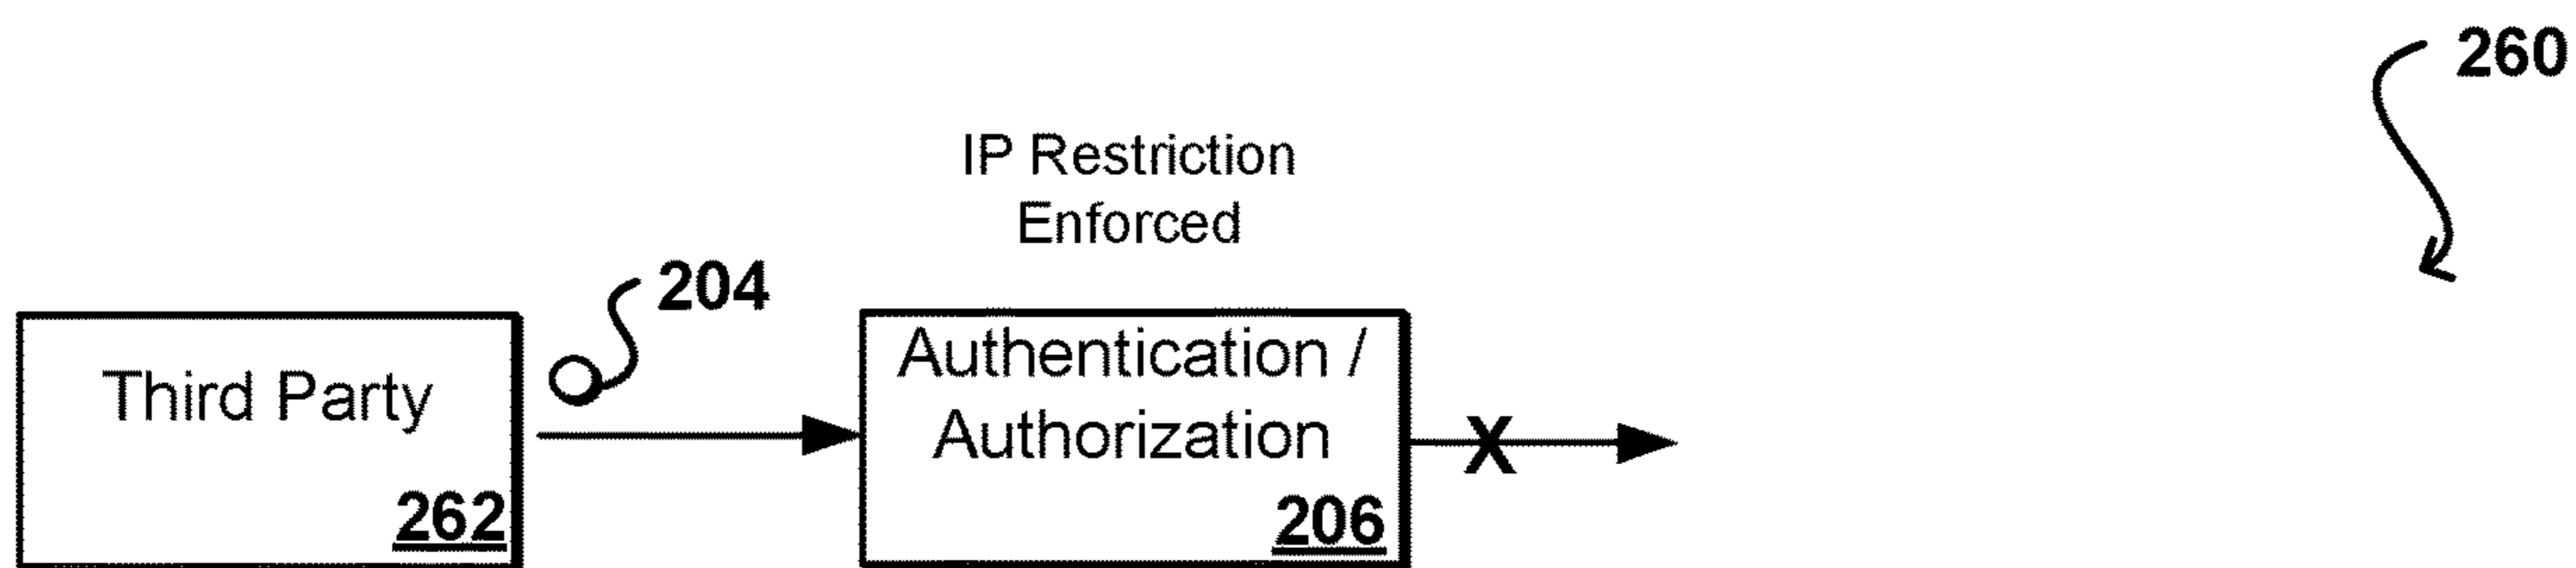 260
IP Restriction
Enforced
204
Third Party
262
Authentication /
Authorization
206
X